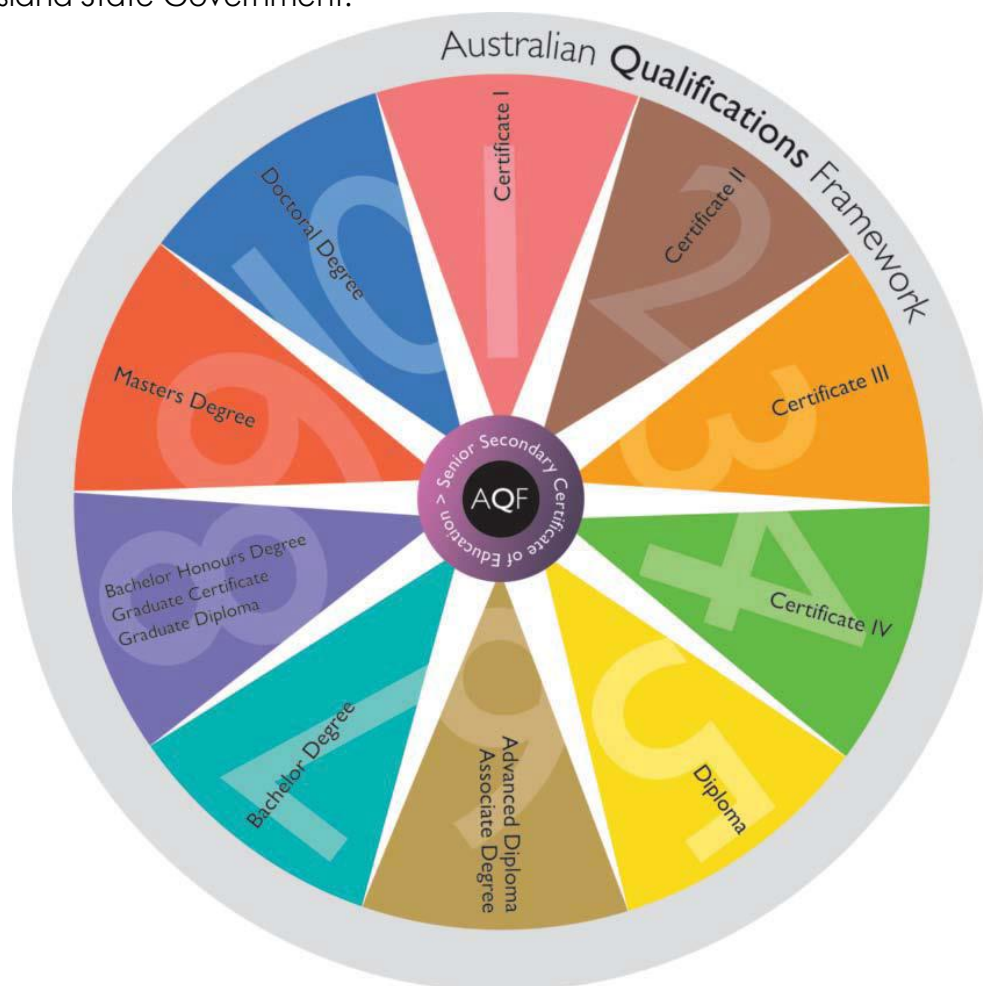 Australian Qualifications Framework
1
Certificate I
2
Certificate II
3
Certificate III
4
Certificate IV
5
Diploma
6
Advanced Diploma
Associate Degree
7
Bachelor Degree
8
Bachelor Honours Degree
Graduate Certificate
Graduate Diploma
9
Masters Degree
10
Doctoral Degree
Senior Secondary Certificate of Education >
AQF